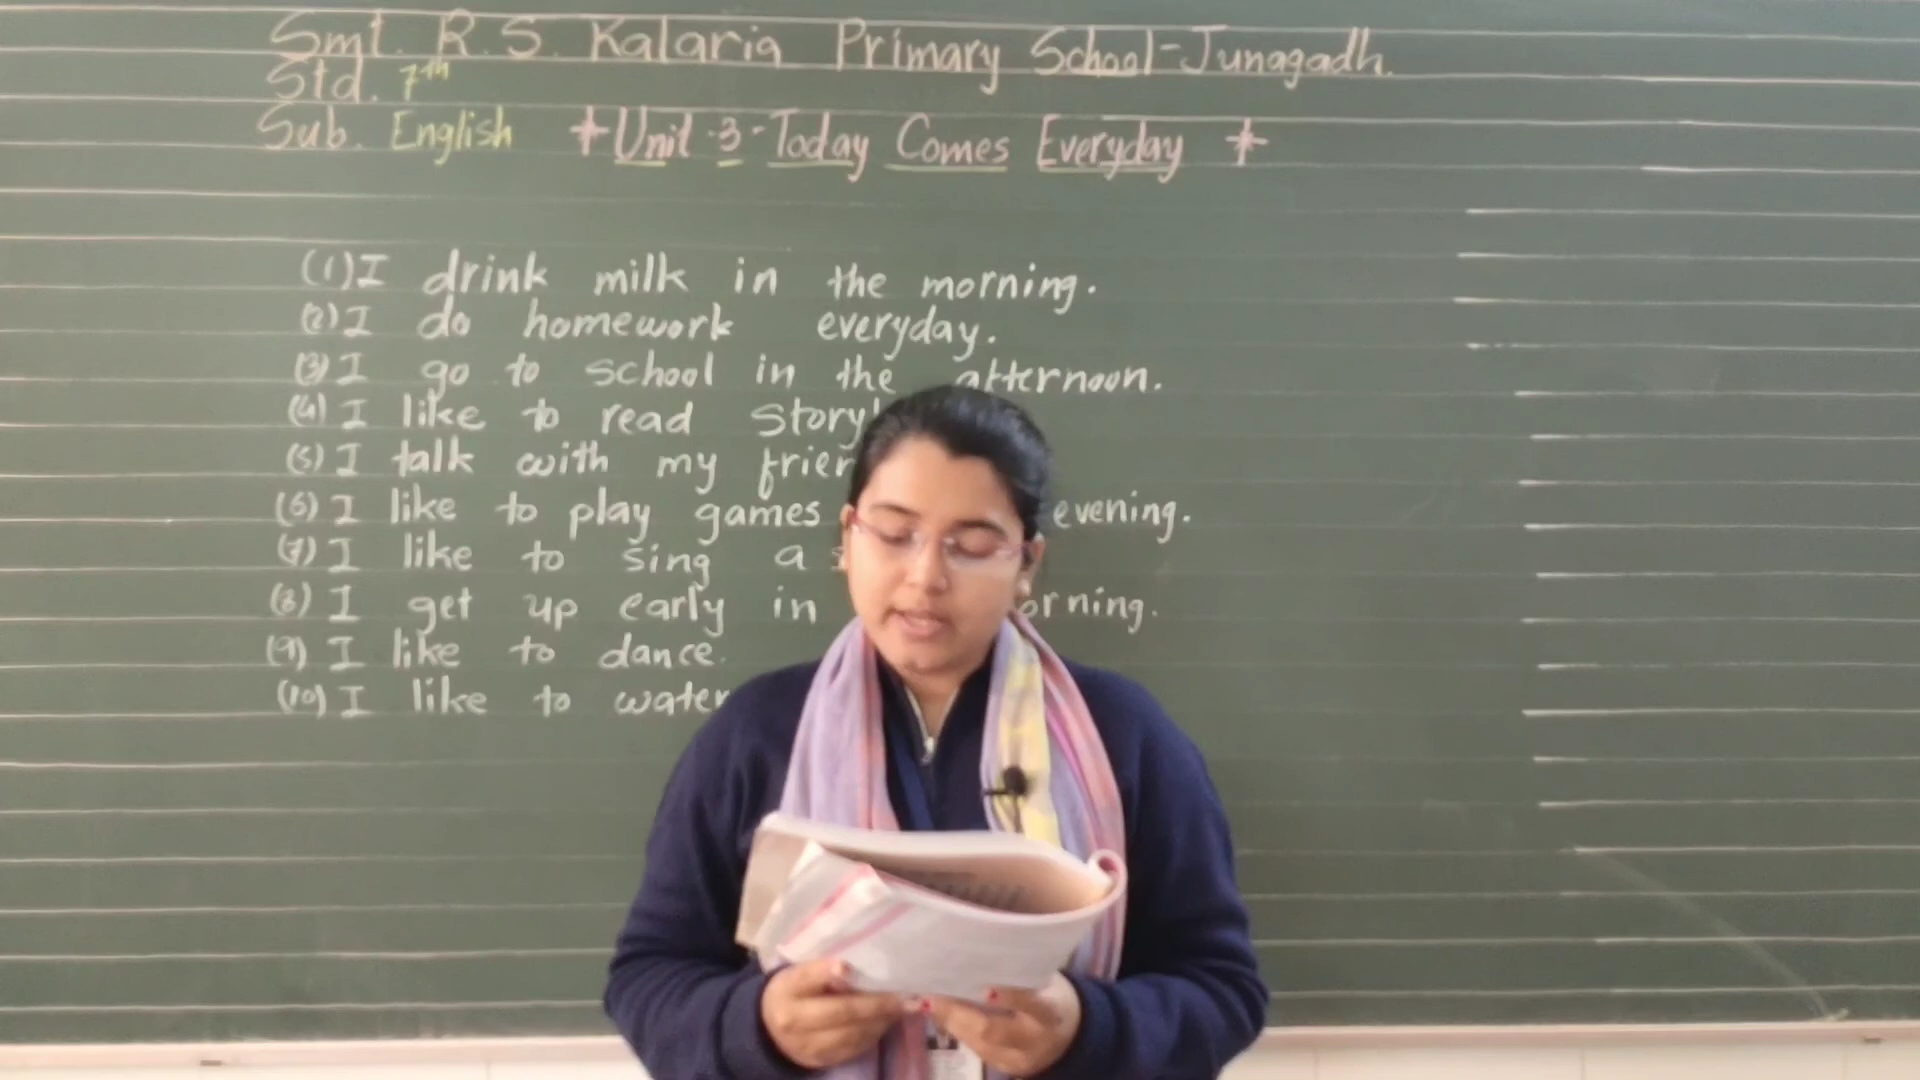 Smt. R.S. Kalaria Primary School-Junagadh.
Std. 7th
Sub. English + Unit-3-Today Comes Everyday +
(1) I drink milk in the morning.
(2) I do homework everyday.
(3) I go to school in the afternoon.
(4) I like to read
(5) I talk with my
(6) I like to play games evening.
(7) I like to sing a
(8) I get up early in
(9) I like to dance.
(10) I like to water